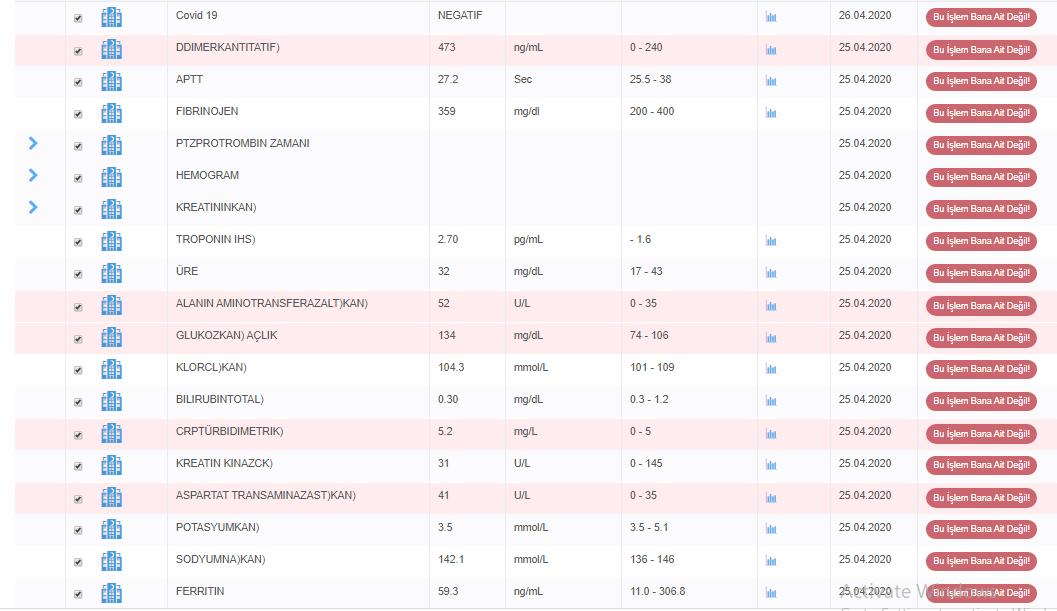 Covid 19 NEGATIF 26.04.2020 Bu İşlem Bana Ait Değil!
DDIMERKANTITATIF) 473 ng/mL 0 - 240 25.04.2020 Bu İşlem Bana Ait Değil!
APTT 27.2 Sec 25.5 - 38 25.04.2020 Bu İşlem Bana Ait Değil!
FIBRINOJEN 359 mg/dl 200 - 400 25.04.2020 Bu İşlem Bana Ait Değil!
PTZPROTROMBIN ZAMANI 25.04.2020 Bu İşlem Bana Ait Değil!
HEMOGRAM 25.04.2020 Bu İşlem Bana Ait Değil!
KREATININKAN) 25.04.2020 Bu İşlem Bana Ait Değil!
TROPONIN IHS) 2.70 pg/mL - 1.6 25.04.2020 Bu İşlem Bana Ait Değil!
ÜRE 32 mg/dL 17 - 43 25.04.2020 Bu İşlem Bana Ait Değil!
ALANIN AMINOTRANSFERAZALT)KAN) 52 U/L 0 - 35 25.04.2020 Bu İşlem Bana Ait Değil!
GLUKOZKAN) AÇLIK 134 mg/dL 74 - 106 25.04.2020 Bu İşlem Bana Ait Değil!
KLORCL)KAN) 104.3 mmol/L 101 - 109 25.04.2020 Bu İşlem Bana Ait Değil!
BILIRUBINTOTAL) 0.30 mg/dL 0.3 - 1.2 25.04.2020 Bu İşlem Bana Ait Değil!
CRPTÜRBIDIMETRIK) 5.2 mg/L 0 - 5 25.04.2020 Bu İşlem Bana Ait Değil!
KREATIN KINAZCK) 31 U/L 0 - 145 25.04.2020 Bu İşlem Bana Ait Değil!
ASPARTAT TRANSAMINAZAST)KAN) 41 U/L 0 - 35 25.04.2020 Bu İşlem Bana Ait Değil!
POTASYUMKAN) 3.5 mmol/L 3.5 - 5.1 25.04.2020 Bu İşlem Bana Ait Değil!
SODYUMNA)KAN) 142.1 mmol/L 136 - 146 25.04.2020 Bu İşlem Bana Ait Değil!
FERRITIN 59.3 ng/mL 11.0 - 306.8 25.04.2020 Bu İşlem Bana Ait Değil!
Activate Windows